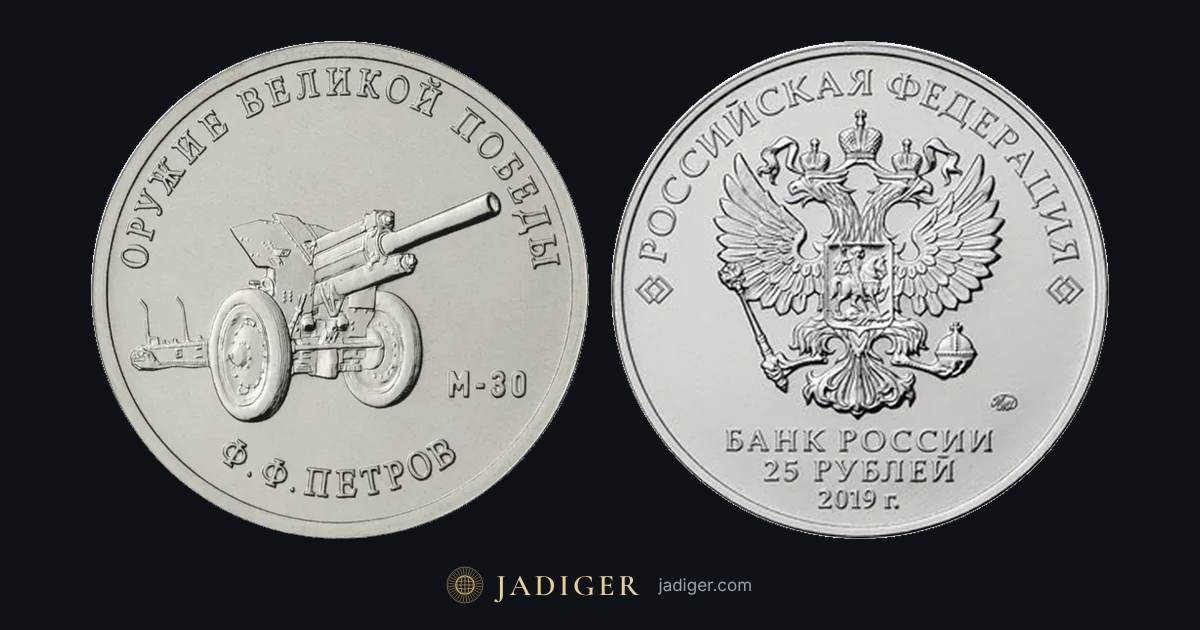 ОРУЖИЕ ВЕЛИКОЙ ПОБЕДЫ
М-30
Ф.Ф.ПЕТРОВ
РОССИЙСКАЯ ФЕДЕРАЦИЯ
БАНК РОССИИ
25 РУБЛЕЙ
2019 г.
JADIGER jadiger.com